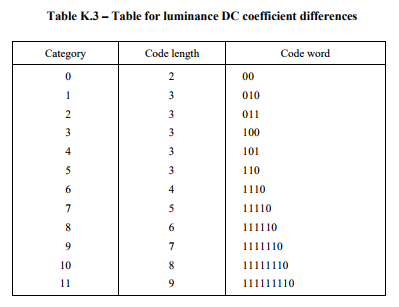 Table K.3 – Table for luminance DC coefficient differences
Category Code length Code word
0 2 00
1 3 010
2 3 011
3 3 100
4 3 101
5 3 110
6 4 1110
7 5 11110
8 6 111110
9 7 1111110
10 8 11111110
11 9 111111110